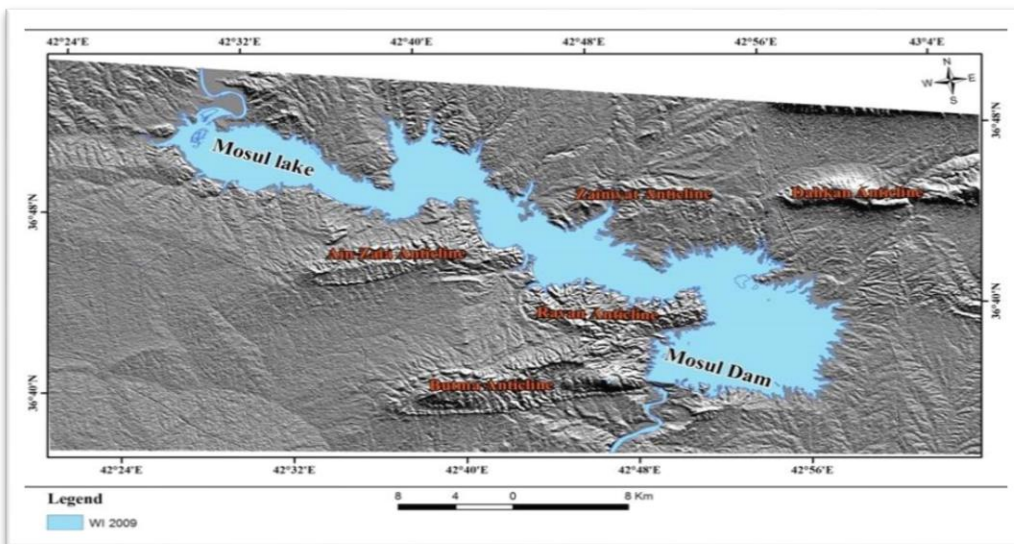 42°24'E 42°32'E 42°40'E 42°48'E 42°56'E 43°4'E
N
W E
S
36°48'N
Mosul lake
Zainiyat Anticline
Dahkan Anticline
36°48'N
Ain Zala Anticline
36°40'N
Rayan Anticline
Mosul Dam
Butma Anticline
36°40'N
42°24'E 42°32'E 42°40'E 42°48'E 42°56'E
Legend
8 4 0 8 Km
WI 2009